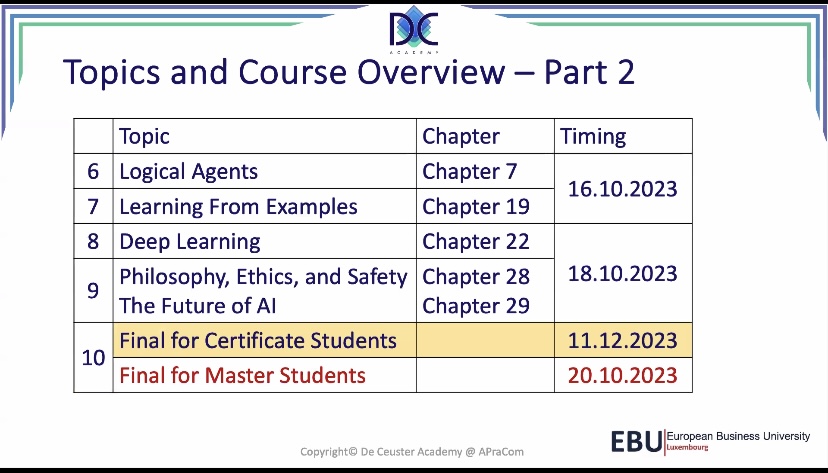 DC
ACADEMY
Topics and Course Overview – Part 2
Topic Chapter Timing
6 Logical Agents Chapter 7 16.10.2023
7 Learning From Examples Chapter 19
8 Deep Learning Chapter 22 18.10.2023
9 Philosophy, Ethics, and Safety Chapter 28
The Future of AI Chapter 29
10 Final for Certificate Students 11.12.2023
Final for Master Students 20.10.2023
Copyright© De Ceuster Academy @ APraCom
EBU European Business University
Luxembourg